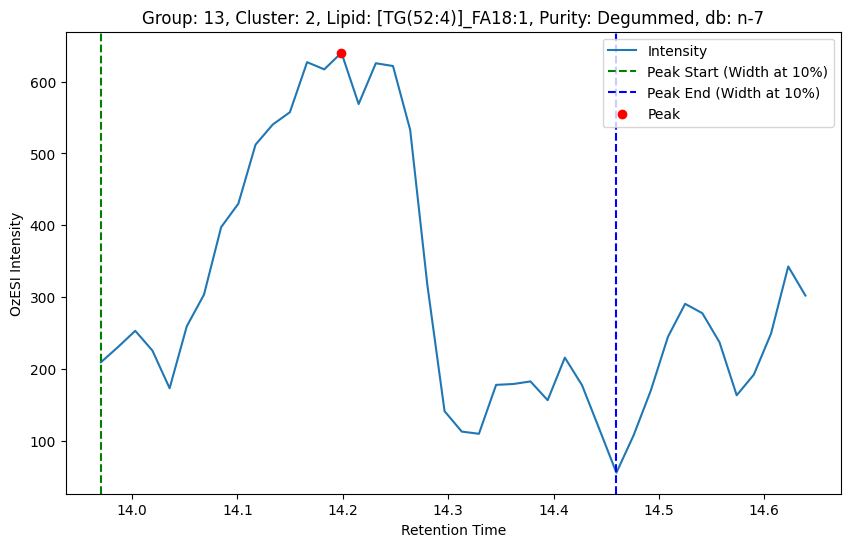 Group: 13, Cluster: 2, Lipid: [TG(52:4)]_FA18:1, Purity: Degummed, db: n-7
Intensity
Peak Start (Width at 10%)
Peak End (Width at 10%)
Peak
OzESI Intensity
600
500
400
300
200
100
14.0 14.1 14.2 14.3 14.4 14.5 14.6
Retention Time